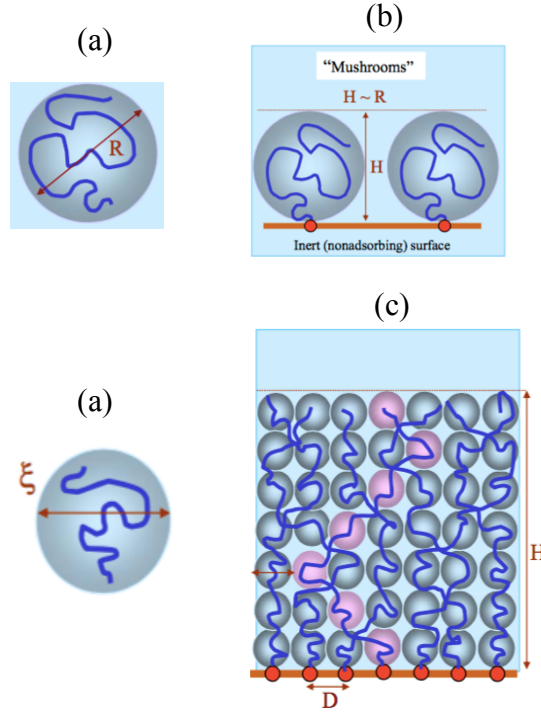 (a)
R
(b)
“Mushrooms”
H ~ R
H
Inert (nonadsorbing) surface
(a)
ξ
(c)
H
D